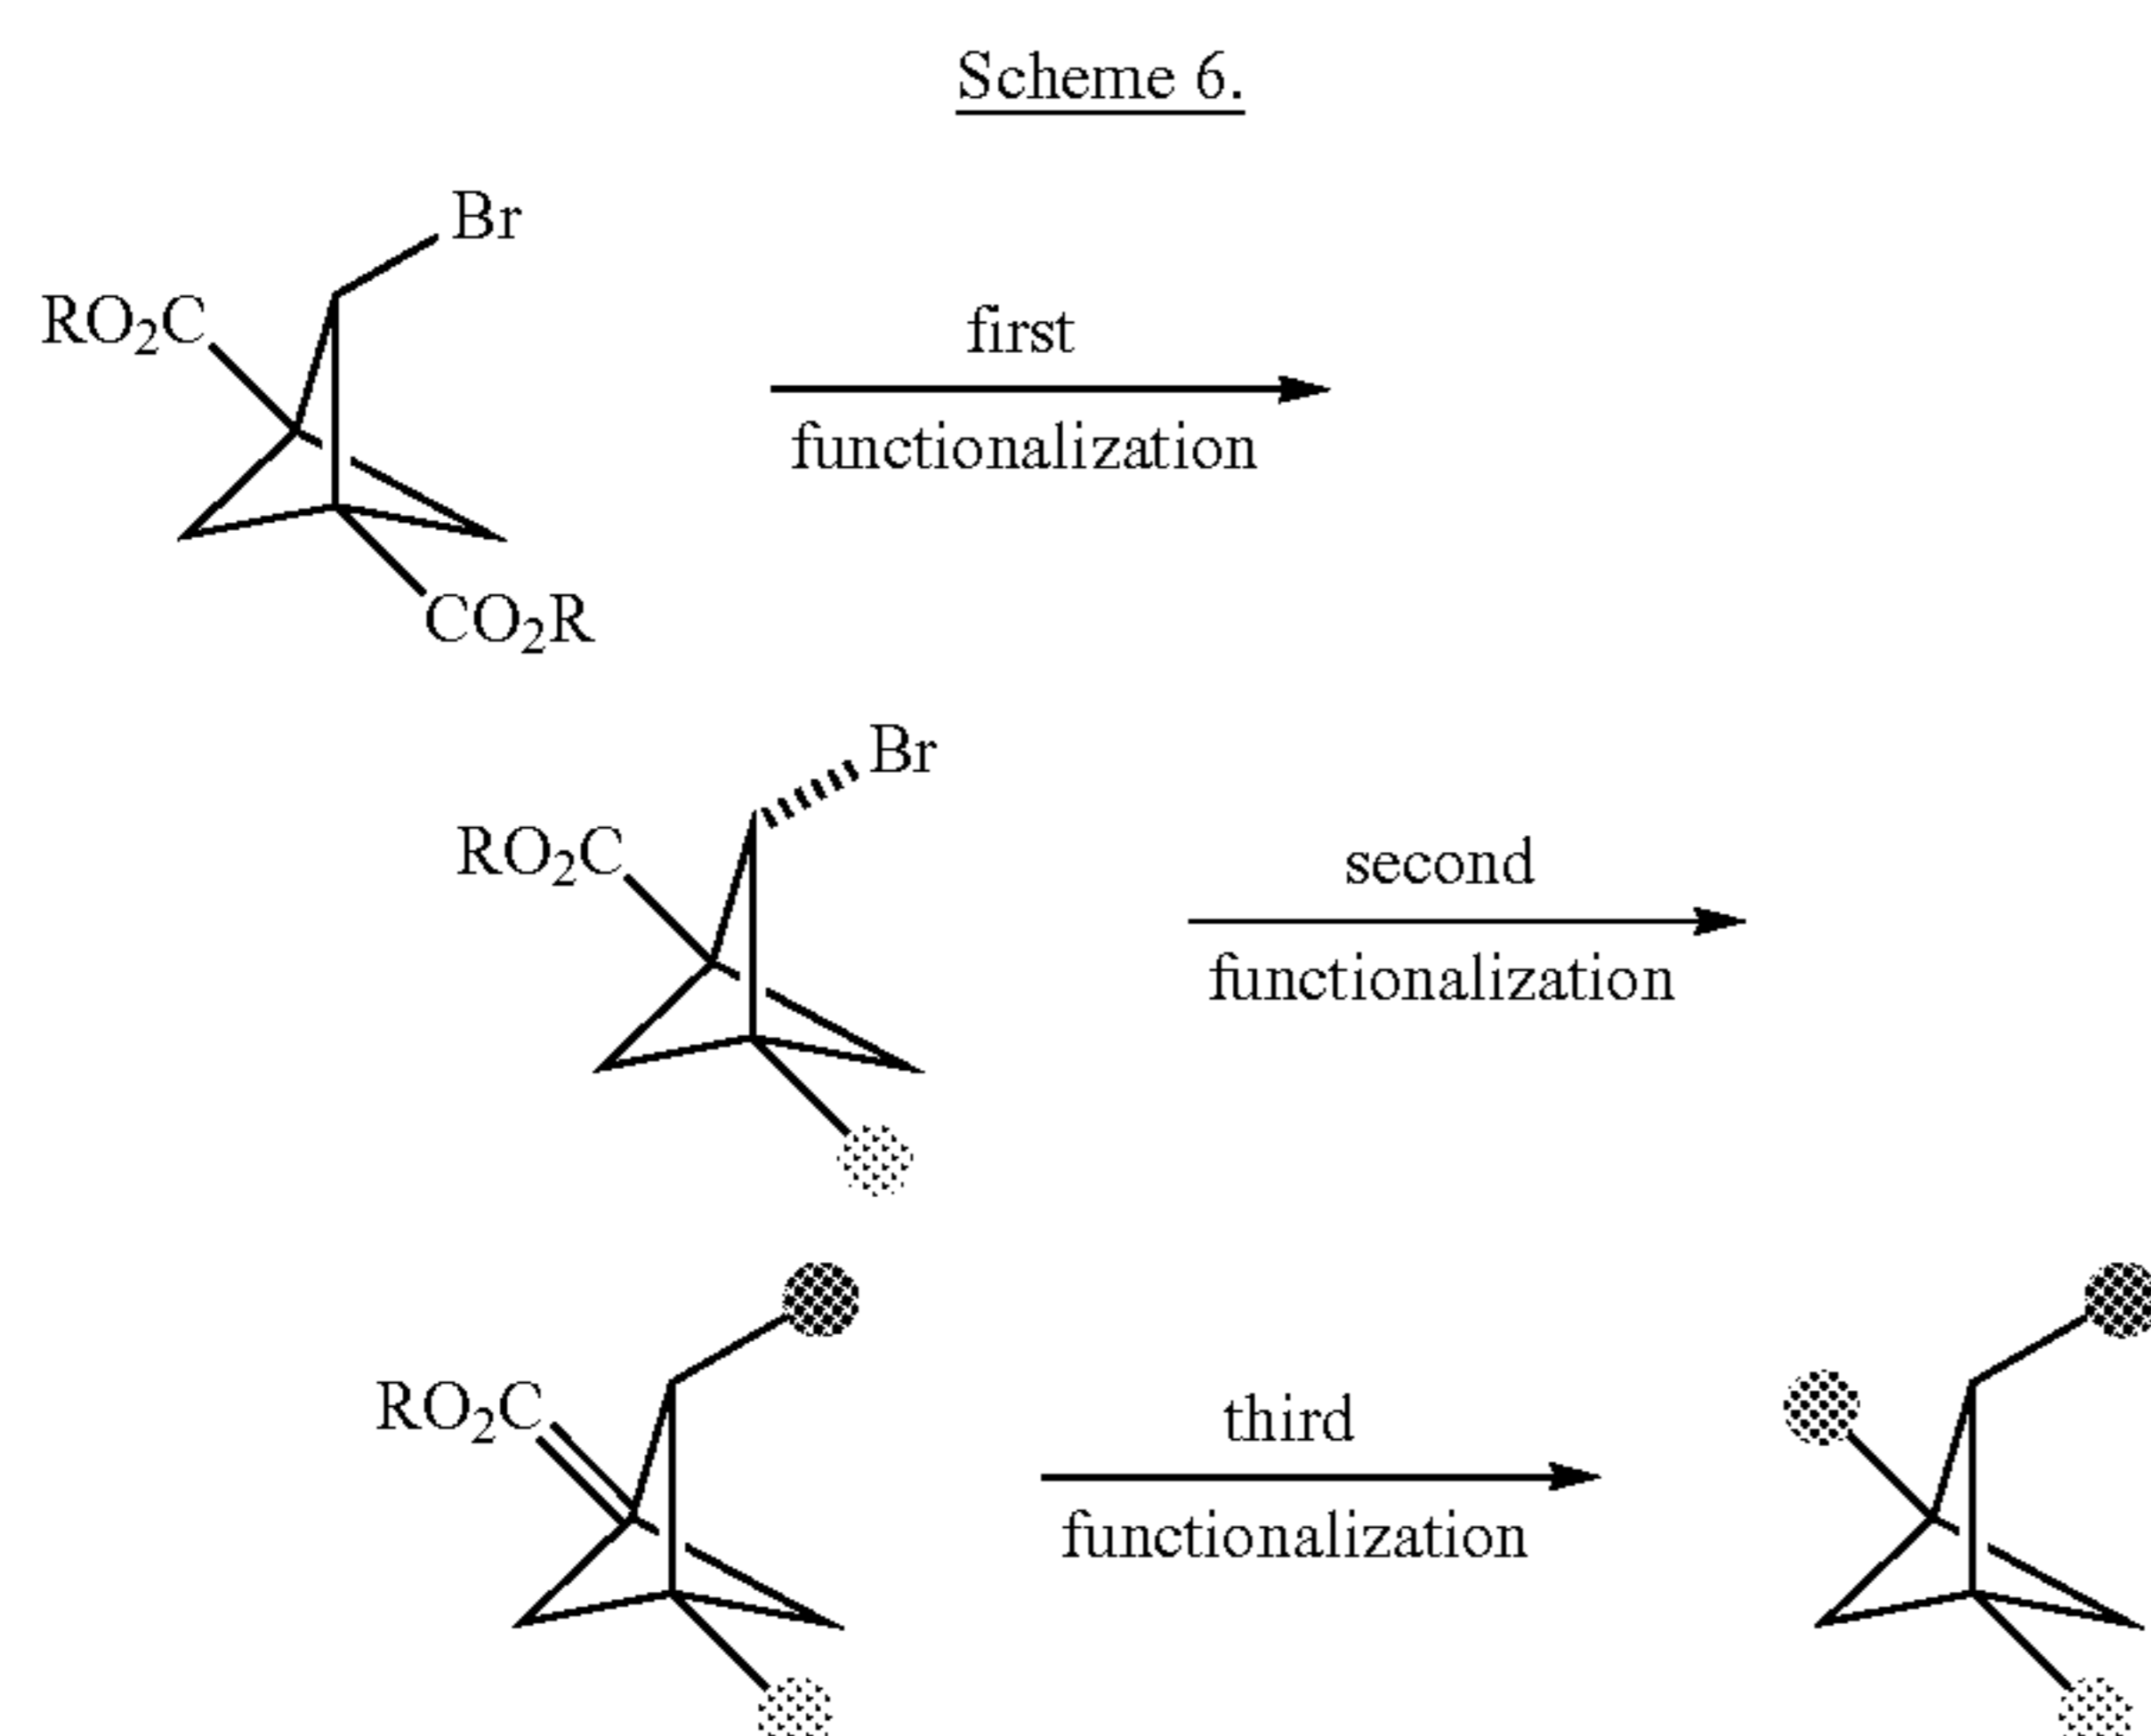 Scheme 6.
Br
RO2C
first
functionalization
CO2R
Br
RO2C
second
functionalization
RO2C
third
functionalization